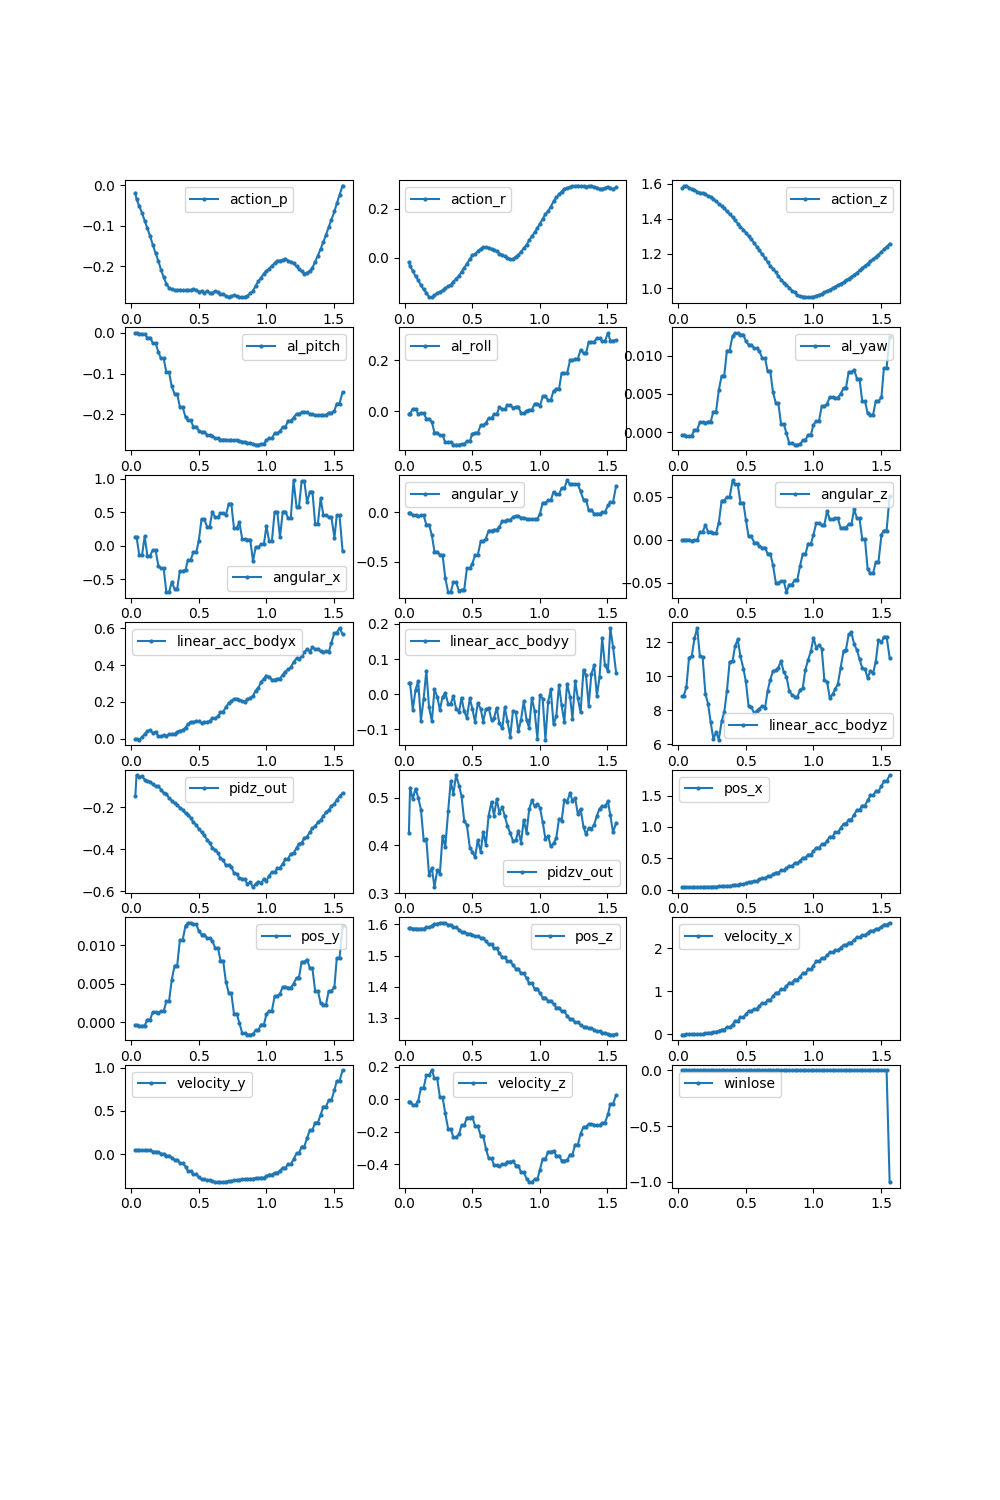 action_p
0.0
−0.1
−0.2
0.0 0.5 1.0 1.5
action_r
0.2
0.0
0.0 0.5 1.0 1.5
action_z
1.6
1.4
1.2
1.0
0.0 0.5 1.0 1.5
al_pitch
0.0
−0.1
−0.2
0.0 0.5 1.0 1.5
al_roll
0.2
0.0
0.0 0.5 1.0 1.5
al_yaw
0.010
0.005
0.000
0.0 0.5 1.0 1.5
angular_x
1.0
0.5
0.0
−0.5
0.0 0.5 1.0 1.5
angular_y
0.0
−0.5
0.0 0.5 1.0 1.5
angular_z
0.05
0.00
−0.05
0.0 0.5 1.0 1.5
linear_acc_bodyx
0.6
0.4
0.2
0.0
0.0 0.5 1.0 1.5
linear_acc_bodyy
0.2
0.1
0.0
−0.1
0.0 0.5 1.0 1.5
linear_acc_bodyz
12
10
8
6
0.0 0.5 1.0 1.5
pidz_out
−0.2
−0.4
−0.6
0.0 0.5 1.0 1.5
pidzv_out
0.5
0.4
0.3
0.0 0.5 1.0 1.5
pos_x
1.5
1.0
0.5
0.0
0.0 0.5 1.0 1.5
pos_y
0.010
0.005
0.000
0.0 0.5 1.0 1.5
pos_z
1.6
1.5
1.4
1.3
0.0 0.5 1.0 1.5
velocity_x
2
1
0
0.0 0.5 1.0 1.5
velocity_y
1.0
0.5
0.0
0.0 0.5 1.0 1.5
velocity_z
0.2
0.0
−0.2
−0.4
0.0 0.5 1.0 1.5
winlose
0.0
−0.5
−1.0
0.0 0.5 1.0 1.5